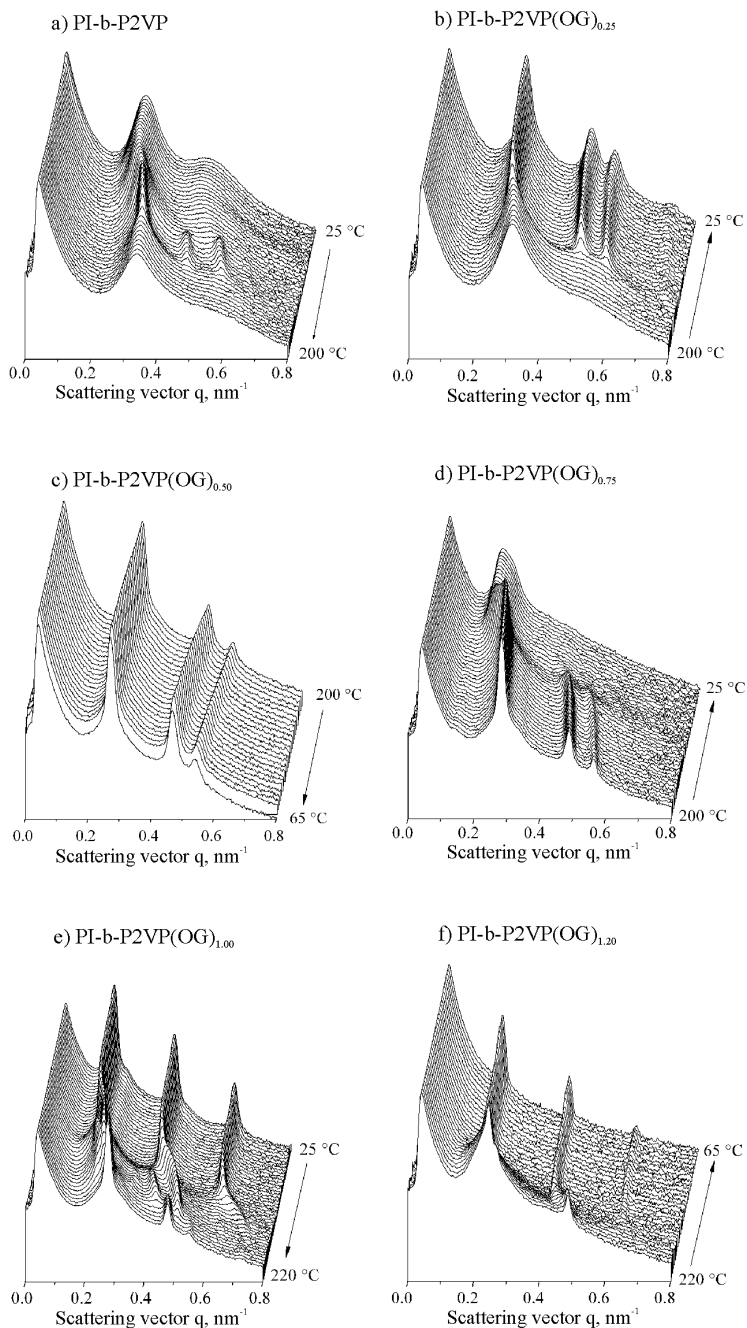 a) PI-b-P2VP
25 °C
200 °C
0.0 0.2 0.4 0.6 0.8
Scattering vector q, nm⁻¹
b) PI-b-P2VP(OG)₀.₂₅
25 °C
200 °C
0.0 0.2 0.4 0.6 0.8
Scattering vector q, nm⁻¹
c) PI-b-P2VP(OG)₀.₅₀
200 °C
65 °C
0.0 0.2 0.4 0.6 0.8
Scattering vector q, nm⁻¹
d) PI-b-P2VP(OG)₀.₇₅
25 °C
200 °C
0.0 0.2 0.4 0.6 0.8
Scattering vector q, nm⁻¹
e) PI-b-P2VP(OG)₁.₀₀
25 °C
220 °C
0.0 0.2 0.4 0.6 0.8
Scattering vector q, nm⁻¹
f) PI-b-P2VP(OG)₁.₂₀
65 °C
220 °C
0.0 0.2 0.4 0.6 0.8
Scattering vector q, nm⁻¹